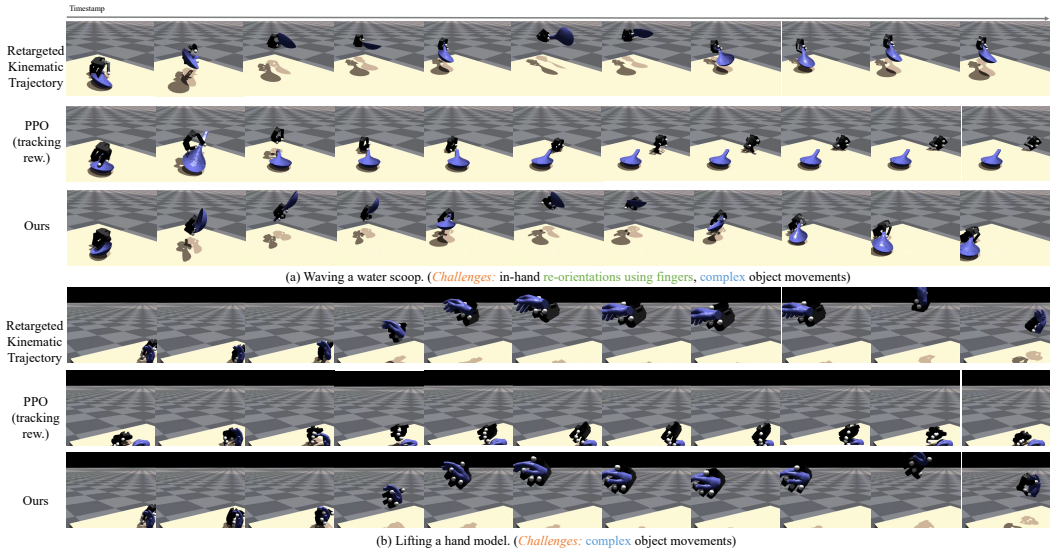 Timestamp
Retargeted
Kinematic
Trajectory
PPO
(tracking
rew.)
Ours
(a) Waving a water scoop. (Challenges: in-hand re-orientations using fingers, complex object movements)
Retargeted
Kinematic
Trajectory
PPO
(tracking
rew.)
Ours
(b) Lifting a hand model. (Challenges: complex object movements)